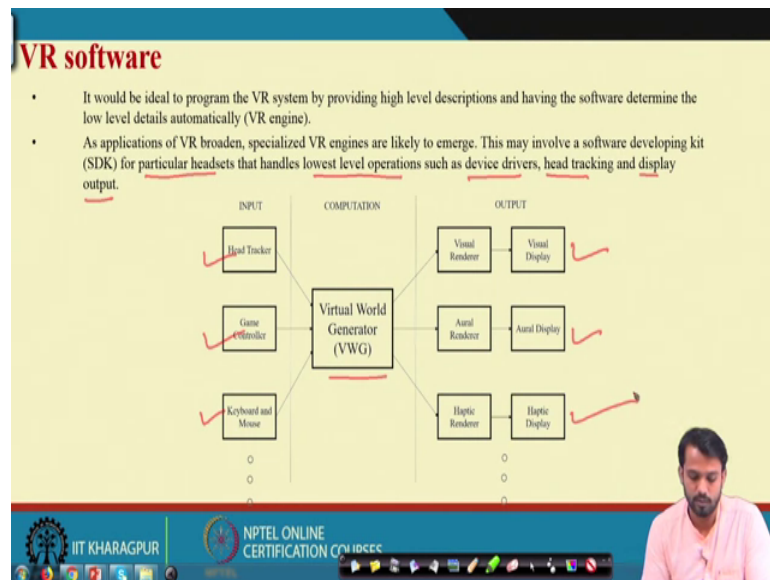 VR software
• It would be ideal to program the VR system by providing high level descriptions and having the software determine the
low level details automatically (VR engine).
• As applications of VR broaden, specialized VR engines are likely to emerge. This may involve a software developing kit
(SDK) for particular headsets that handles lowest level operations such as device drivers, head tracking and display
output.
INPUT COMPUTATION OUTPUT
Head Tracker
Game
Controller
Keyboard and
Mouse
Virtual World
Generator
(VWG)
Visual
Renderer
Visual
Display
Aural
Renderer
Aural Display
Haptic
Renderer
Haptic
Display
IIT KHARAGPUR
NPTEL ONLINE
CERTIFICATION COURSES